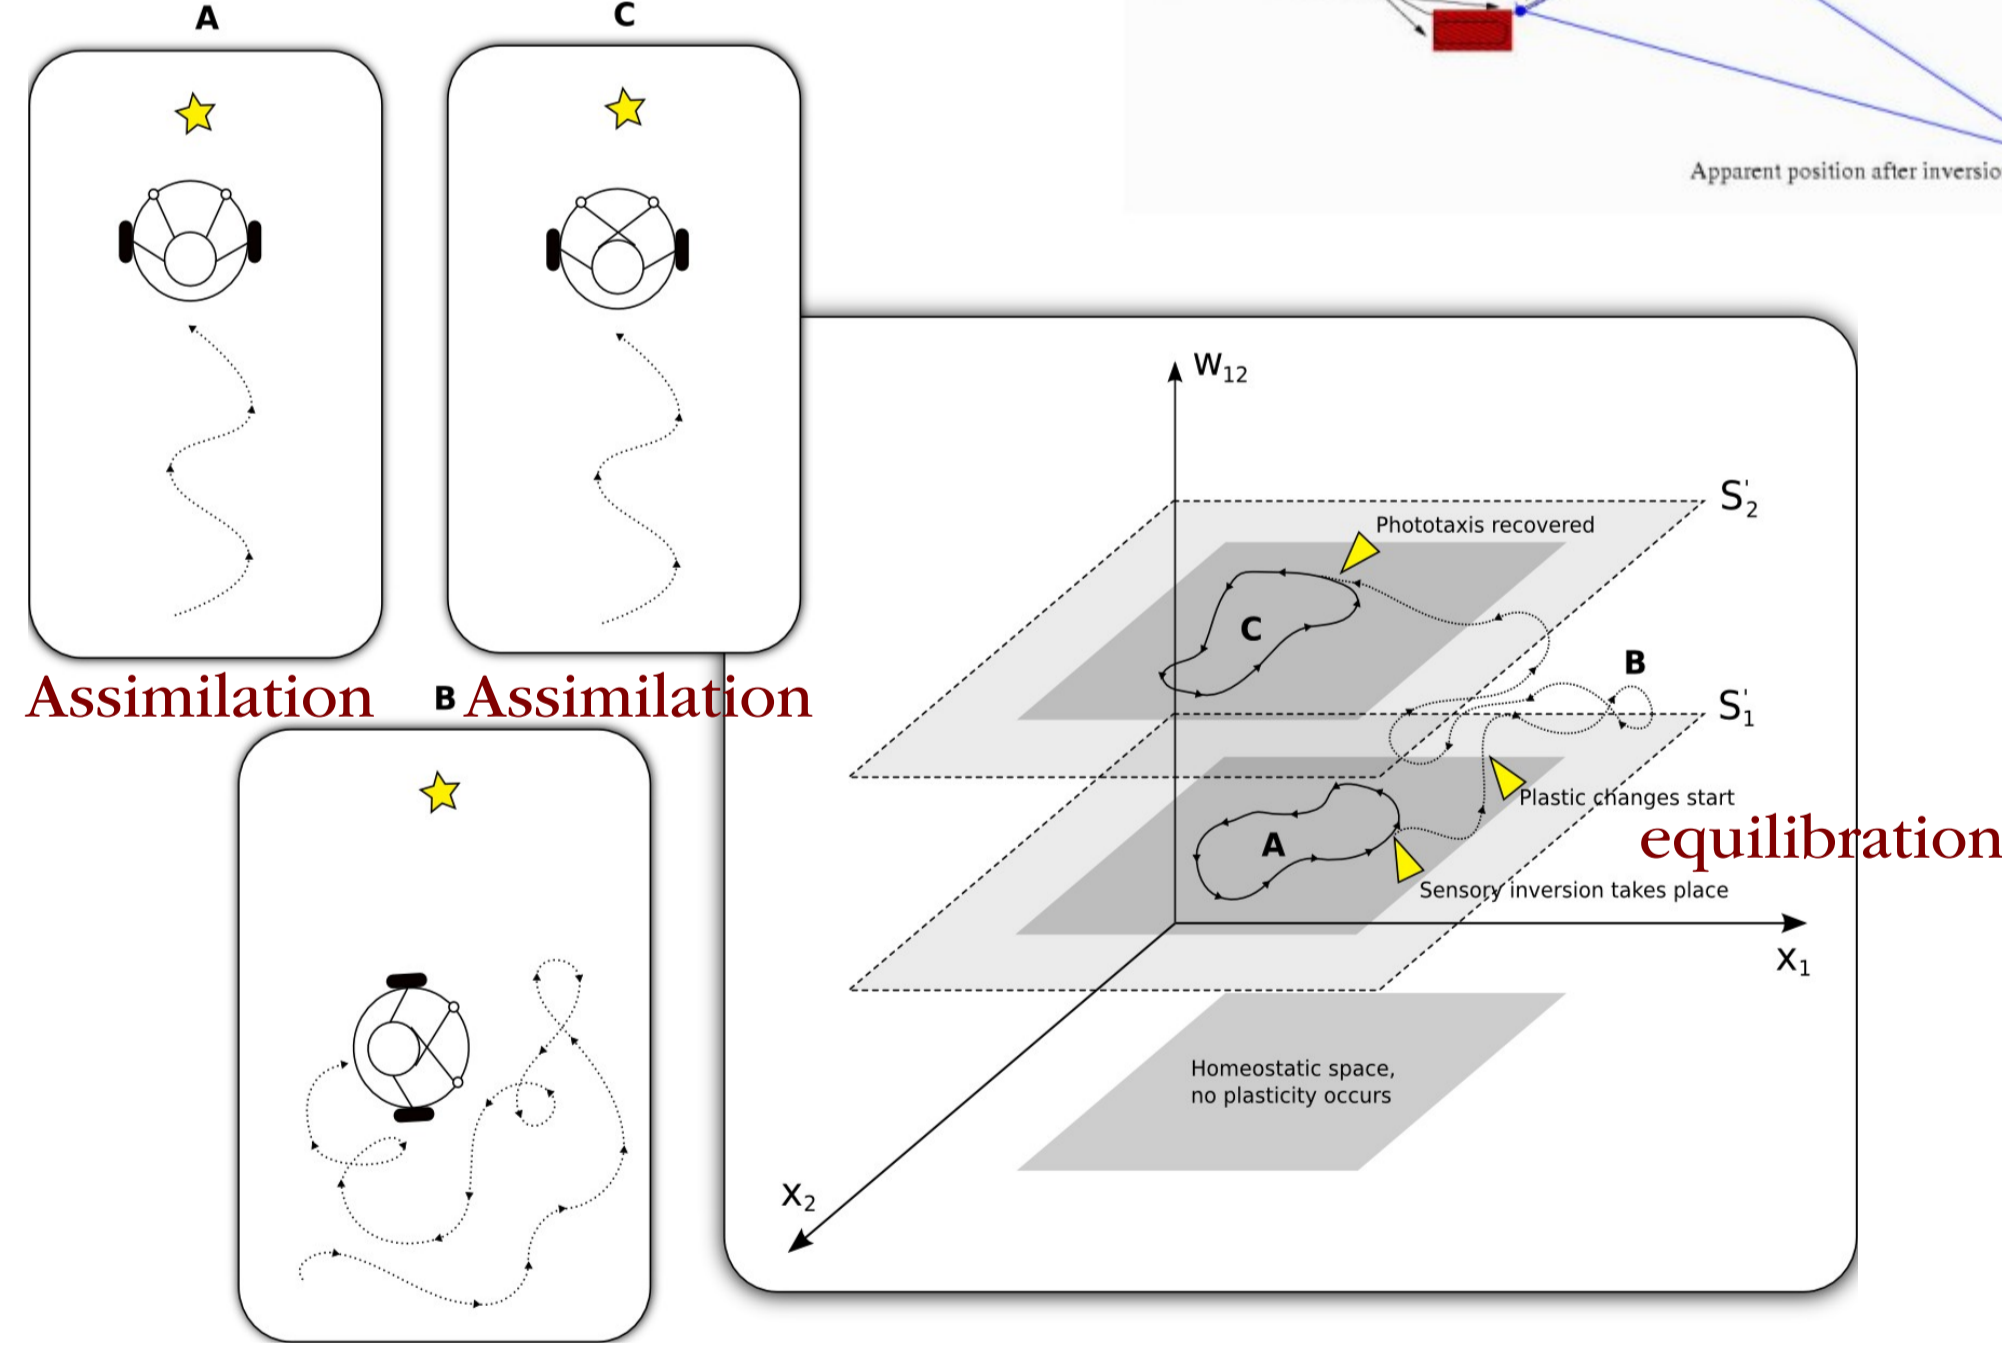 A
C
Apparent position after inversio
Assimilation
B
Assimilation
W12
S'2
Phototaxis recovered
C
B
S'1
Plastic changes start
equilibration
A
Sensory inversion takes place
X1
Homeostatic space,
no plasticity occurs
X2